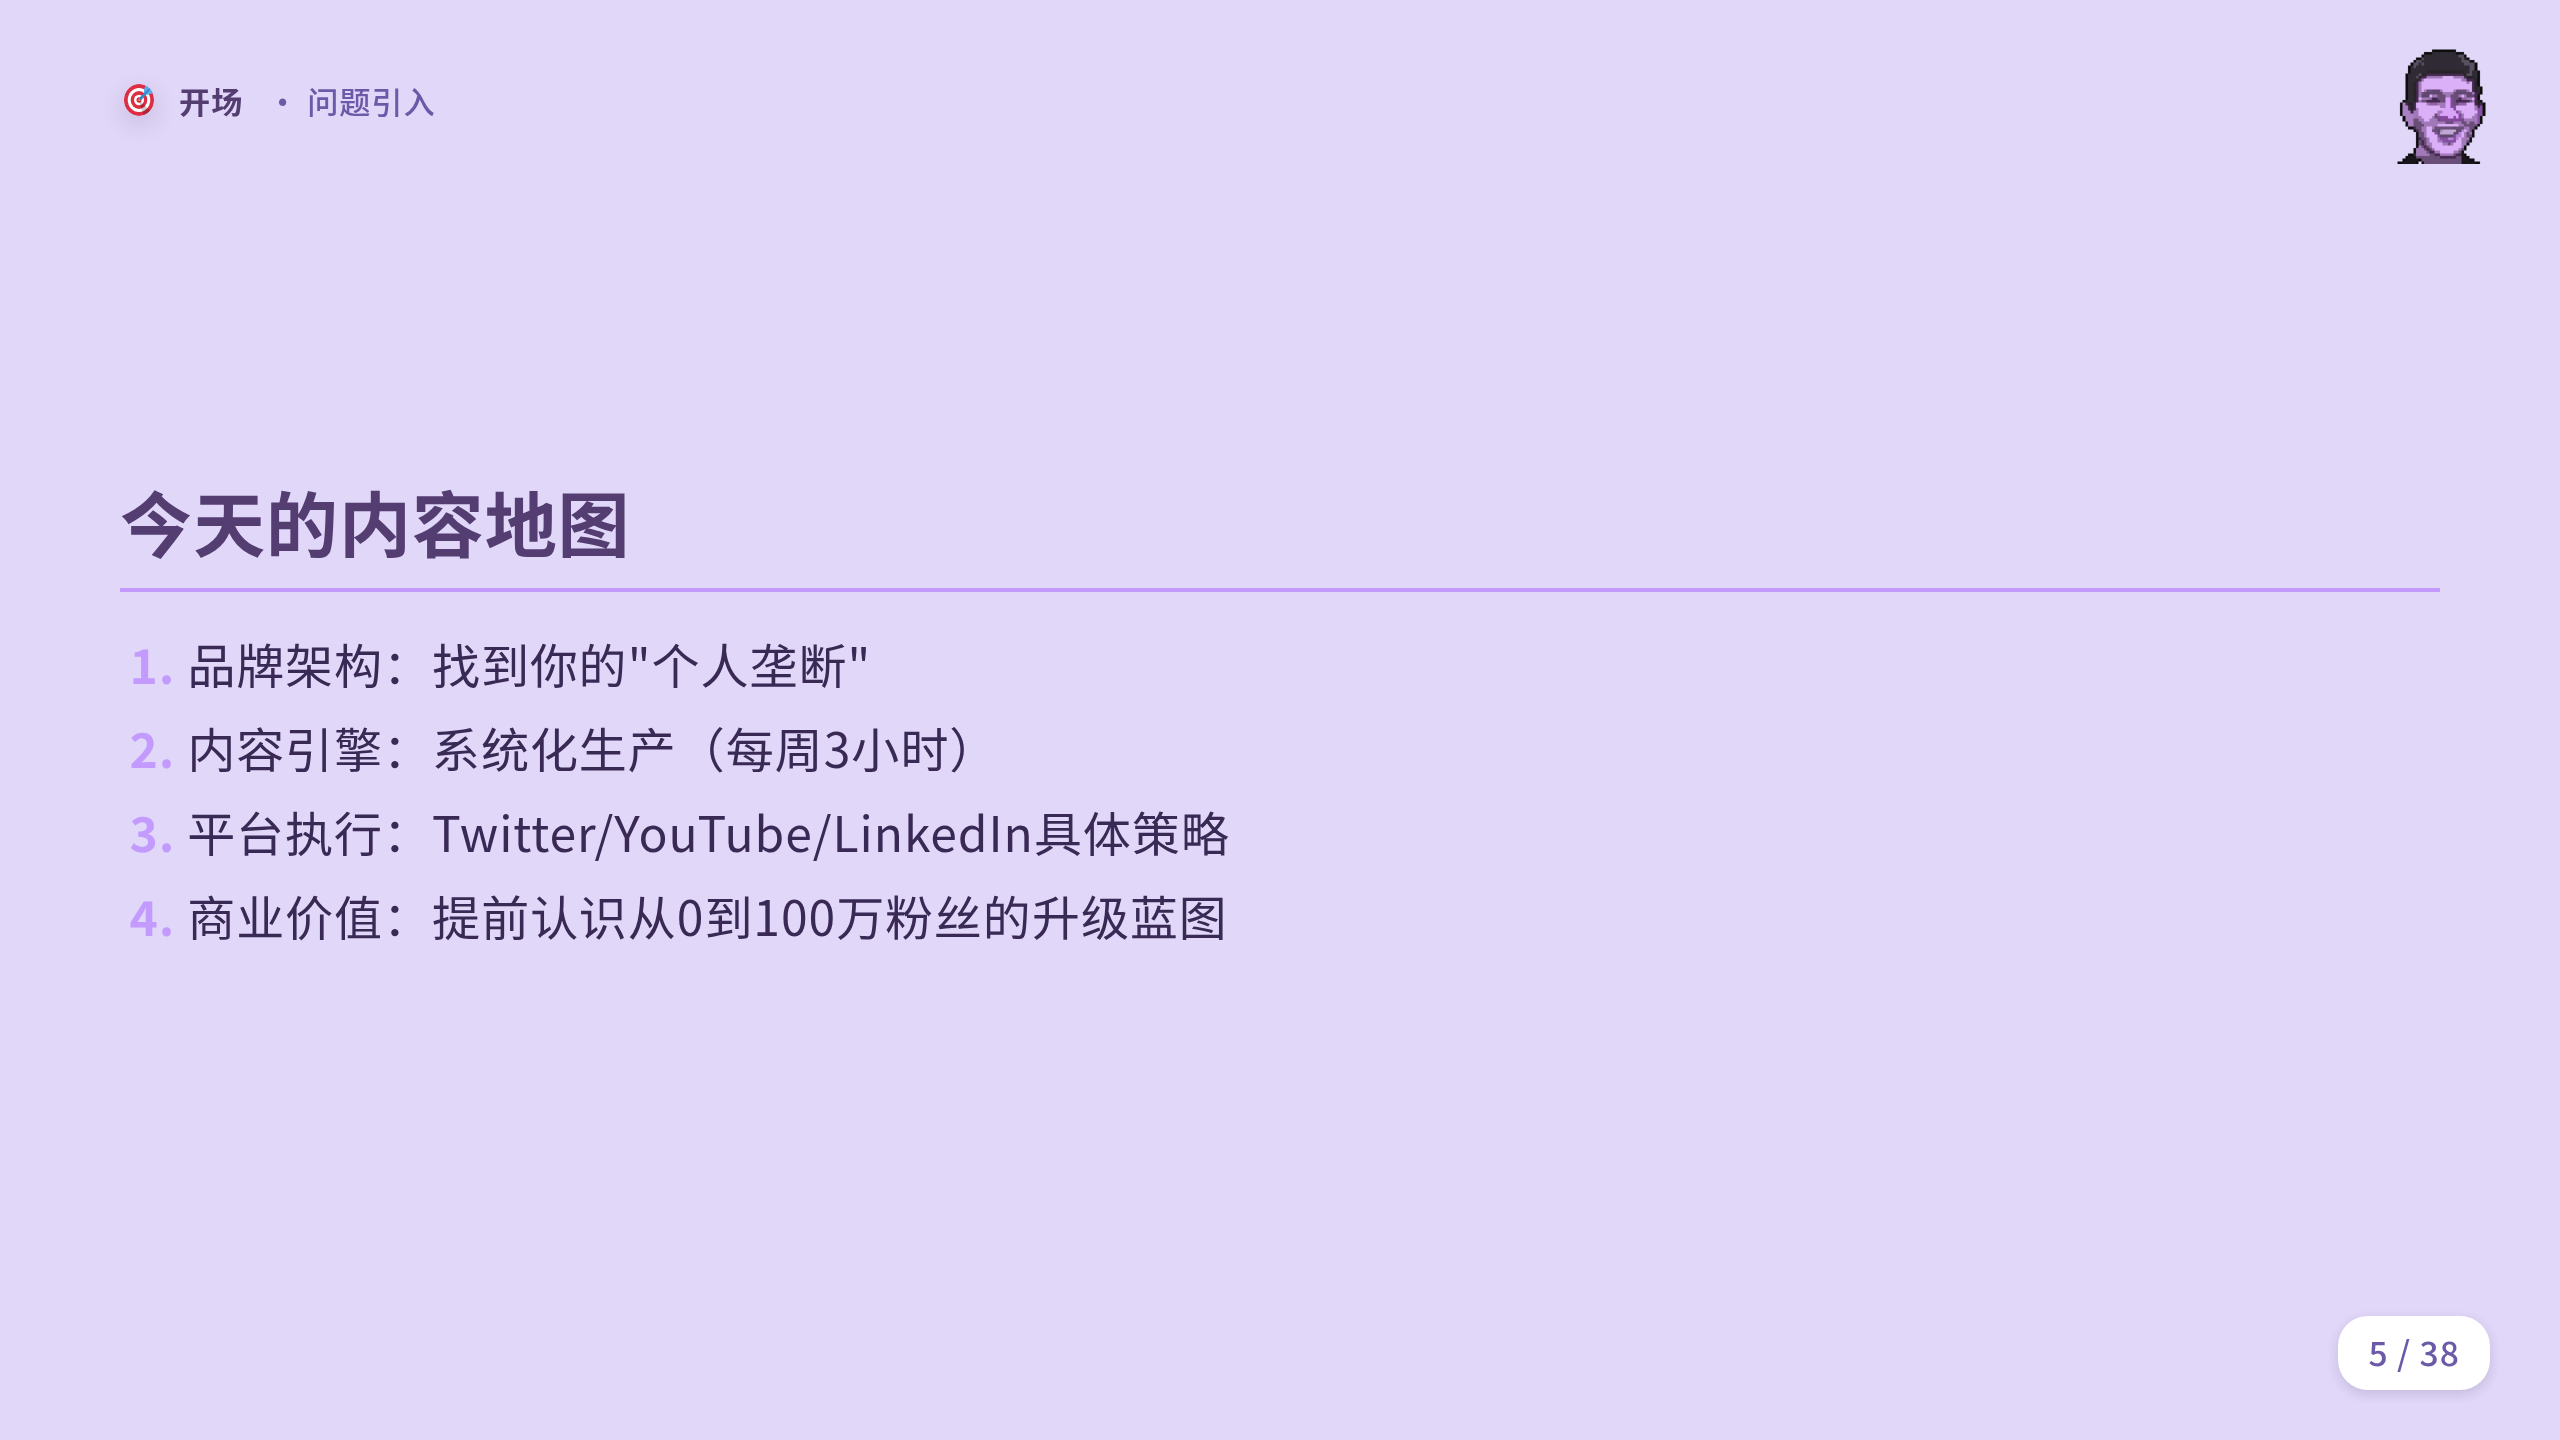 开场 · 问题引入
今天的内容地图
1. 品牌架构：找到你的"个人垄断"
2. 内容引擎：系统化生产（每周3小时）
3. 平台执行：Twitter/YouTube/LinkedIn具体策略
4. 商业价值：提前认识从0到100万粉丝的升级蓝图
5 / 38